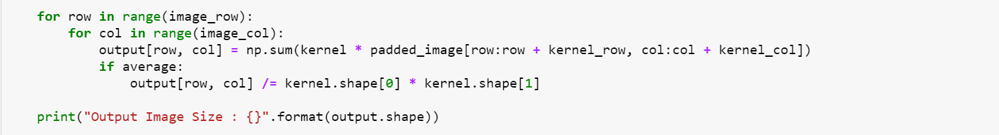 for row in range(image_row):
    for col in range(image_col):
        output[row, col] = np.sum(kernel * padded_image[row:row + kernel_row, col:col + kernel_col])
        if average:
            output[row, col] /= kernel.shape[0] * kernel.shape[1]
print("Output Image Size : {}".format(output.shape))